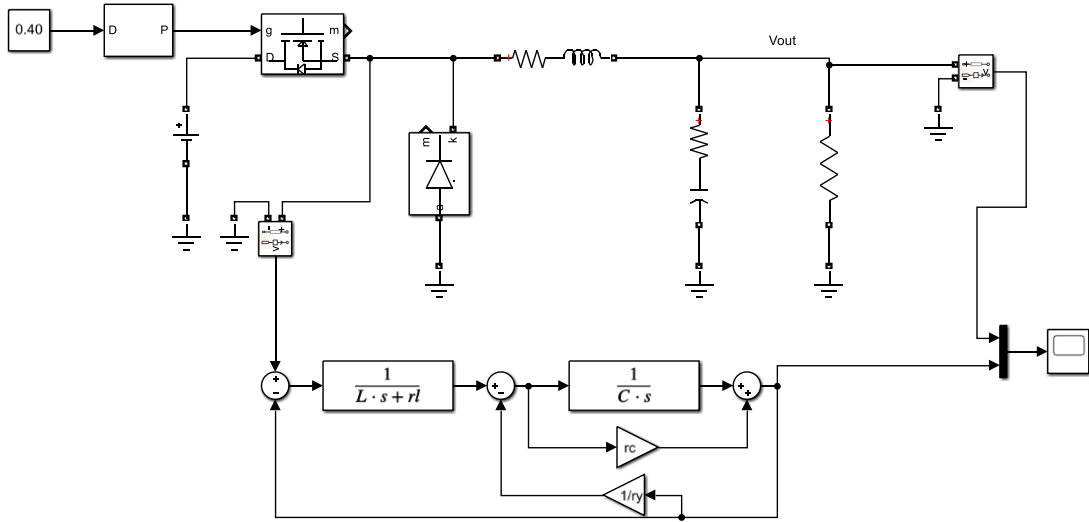 0.40
D P
g m
D S
Vout
+
m k
a
+ v
-
- +
v
+
-
1
L · s + rl
+
-
1
C · s
+
+
rc
1/ry